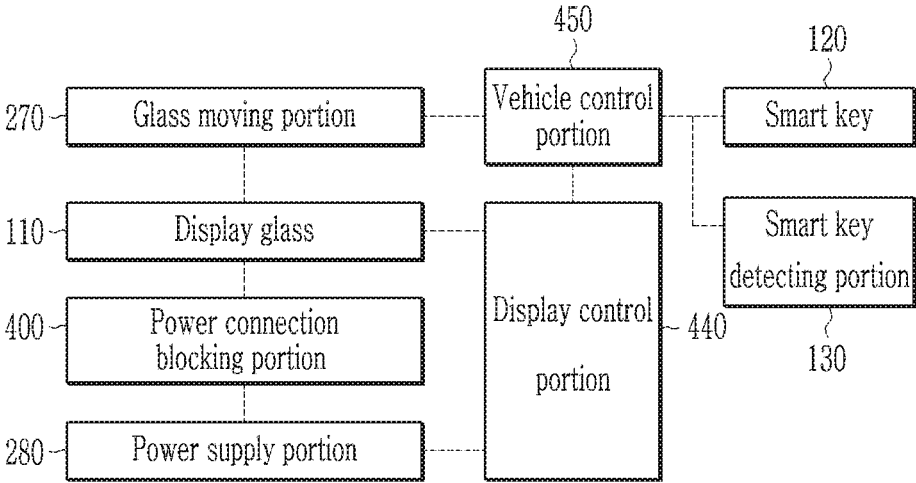 450
120
270
Glass moving portion
Vehicle control
portion
Smart key
110
Display glass
Smart key
detecting portion
130
400
Power connection
blocking portion
Display control
portion
440
280
Power supply portion